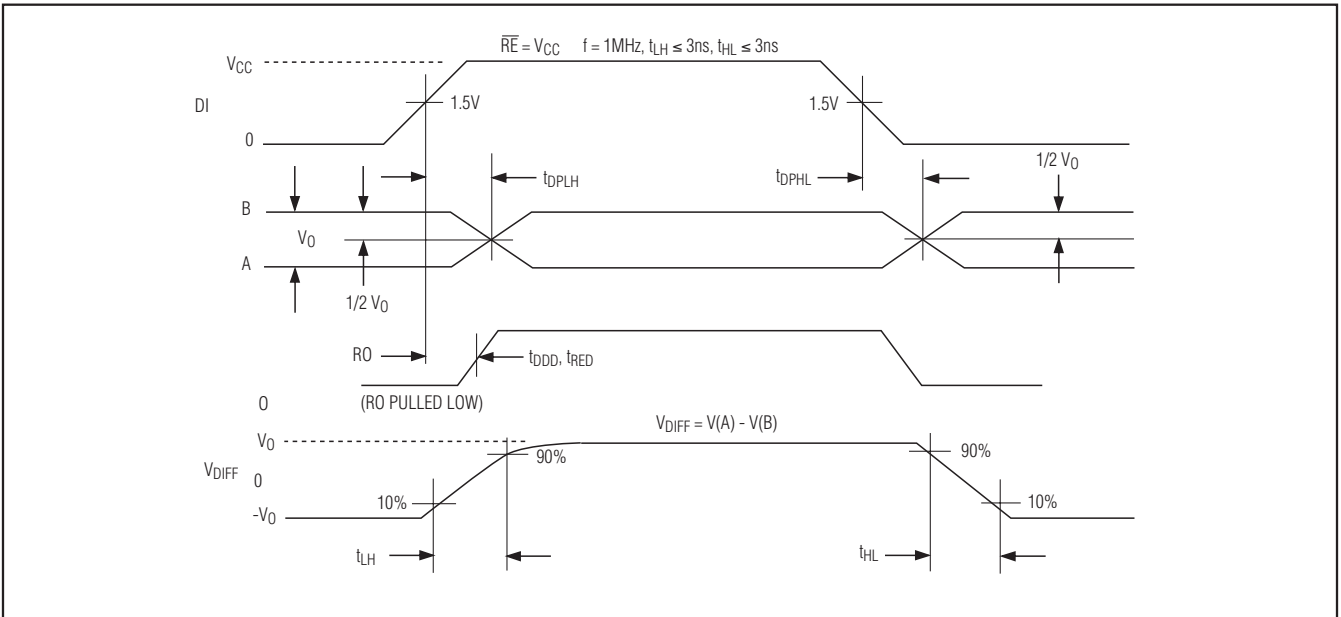 R̅E̅ = VCC f = 1MHz, tLH ≤ 3ns, tHL ≤ 3ns
VCC
DI
1.5V
1.5V
0
1/2 VO
tDPLH
tDPHL
B
VO
A
1/2 VO
RO
tDDD, tRED
0
(RO PULLED LOW)
VDIFF = V(A) - V(B)
VO
90%
90%
VDIFF
0
10%
10%
-VO
tLH
tHL